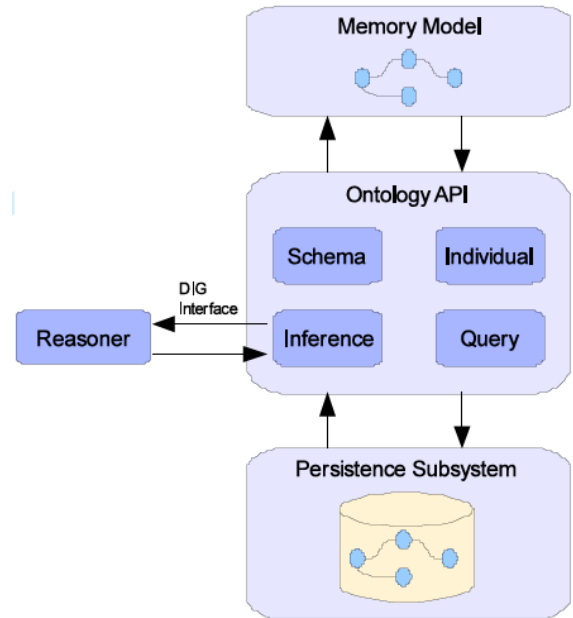 Memory Model
Ontology API
Schema
Individual
DIG
Interface
Reasoner
Inference
Query
Persistence Subsystem